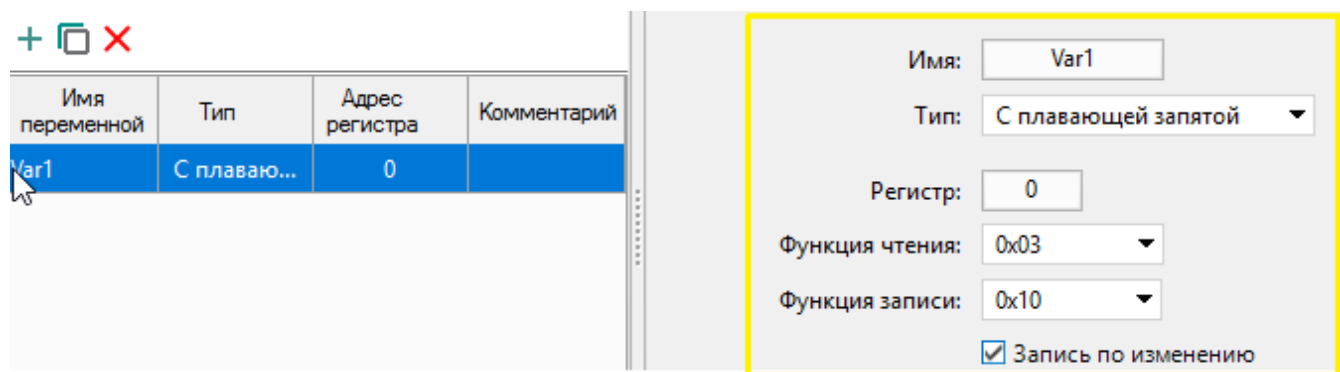 Имя переменной
Тип
Адрес регистра
Комментарий
Var1
С плаваю...
0
Имя:
Var1
Тип:
С плавающей запятой
Регистр:
0
Функция чтения:
0x03
Функция записи:
0x10
Запись по изменению